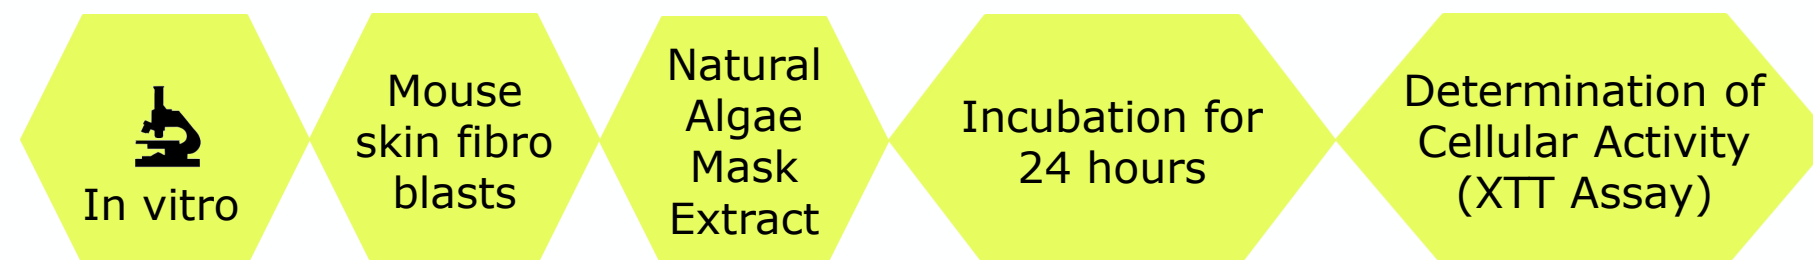 In vitro
Mouse
skin fibro
blasts
Natural
Algae
Mask
Extract
Incubation for
24 hours
Determination of
Cellular Activity
(XTT Assay)